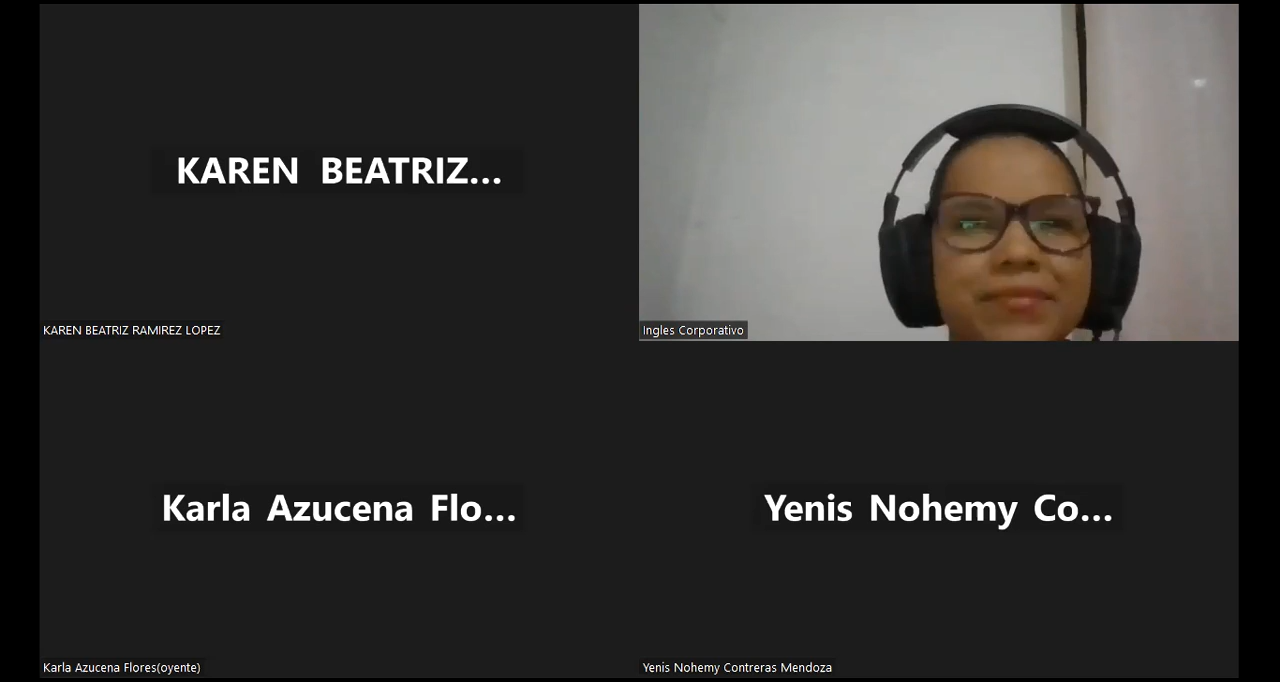 KAREN BEATRIZ...
KAREN BEATRIZ RAMIREZ LOPEZ
Ingles Corporativo
Karla Azucena Flo...
Yenis Nohemy Co...
Karla Azucena Flores(oyente)
Yenis Nohemy Contreras Mendoza